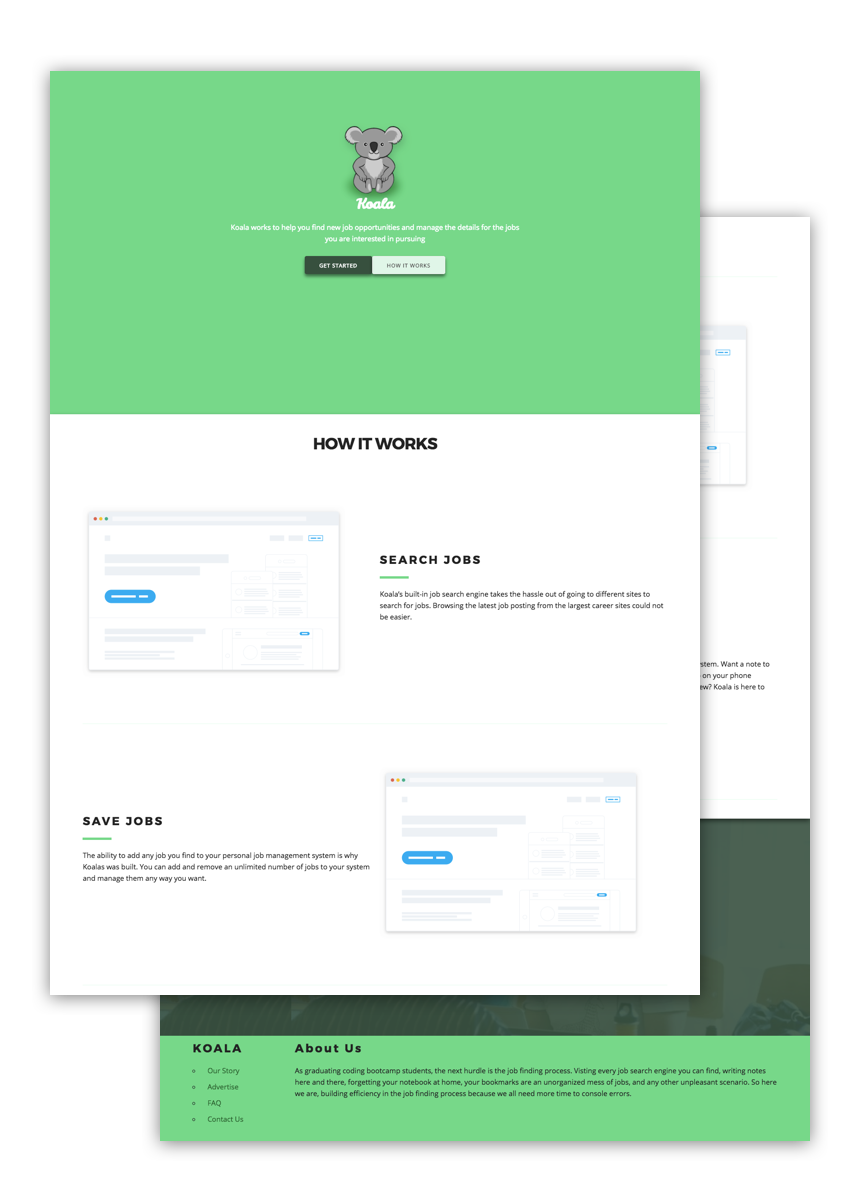 Koala
Koala works to help you find new job opportunities and manage the details for the jobs
you are interested in pursuing
GET STARTED
HOW IT WORKS
HOW IT WORKS
SEARCH JOBS
Koala's built-in job search engine takes the hassle out of going to different sites to
search for jobs. Browsing the latest job posting from the largest career sites could not
be easier.
SAVE JOBS
The ability to add any job you find to your personal job management system is why
Koalas was built. You can add and remove an unlimited number of jobs to your system
and manage them any way you want.
stem. Want a note to
on your phone
ew? Koala is here to
KOALA
Our Story
Advertise
FAQ
Contact Us
About Us
As graduating coding bootcamp students, the next hurdle is the job finding process. Visting every job search engine you can find, writing notes
here and there, forgetting your notebook at home, your bookmarks are an unorganized mess of jobs, and any other unpleasant scenario. So here
we are, building efficiency in the job finding process because we all need more time to console errors.